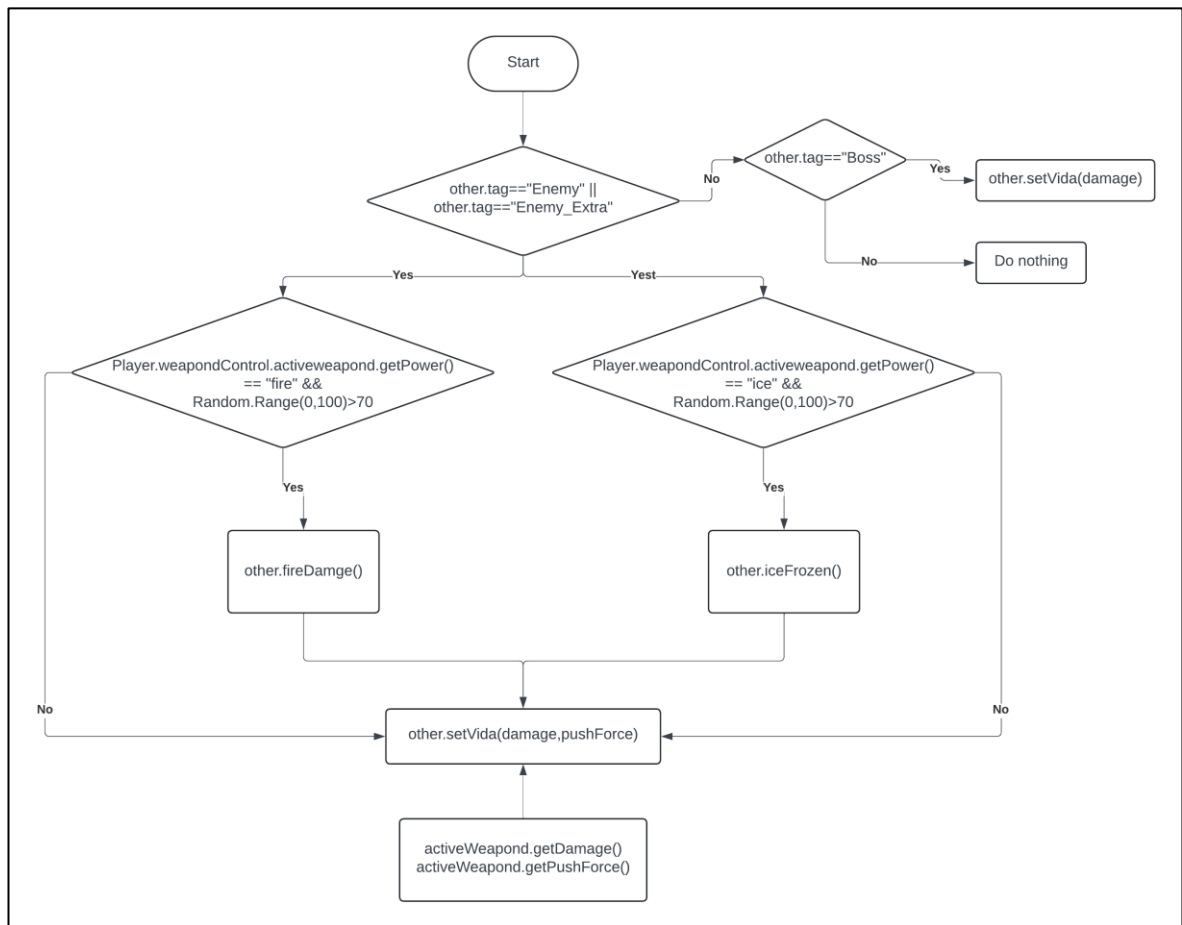 Start
other.tag=="Enemy" ||
other.tag=="Enemy_Extra"
No
other.tag=="Boss"
Yes
other.setVida(damage)
No
Do nothing
Yes
Yest
Player.weapondControl.activeweapond.getPower()
== "fire" &&
Random.Range(0,100)>70
Player.weapondControl.activeweapond.getPower()
== "ice" &&
Random.Range(0,100)>70
Yes
Yes
other.fireDamge()
other.iceFrozen()
No
No
other.setVida(damage,pushForce)
activeWeapond.getDamage()
activeWeapond.getPushForce()